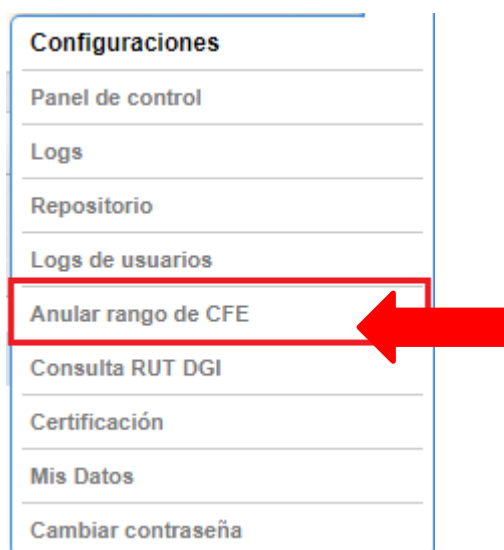 Configuraciones
Panel de control
Logs
Repositorio
Logs de usuarios
Anular rango de CFE
Consulta RUT DGI
Certificación
Mis Datos
Cambiar contraseña